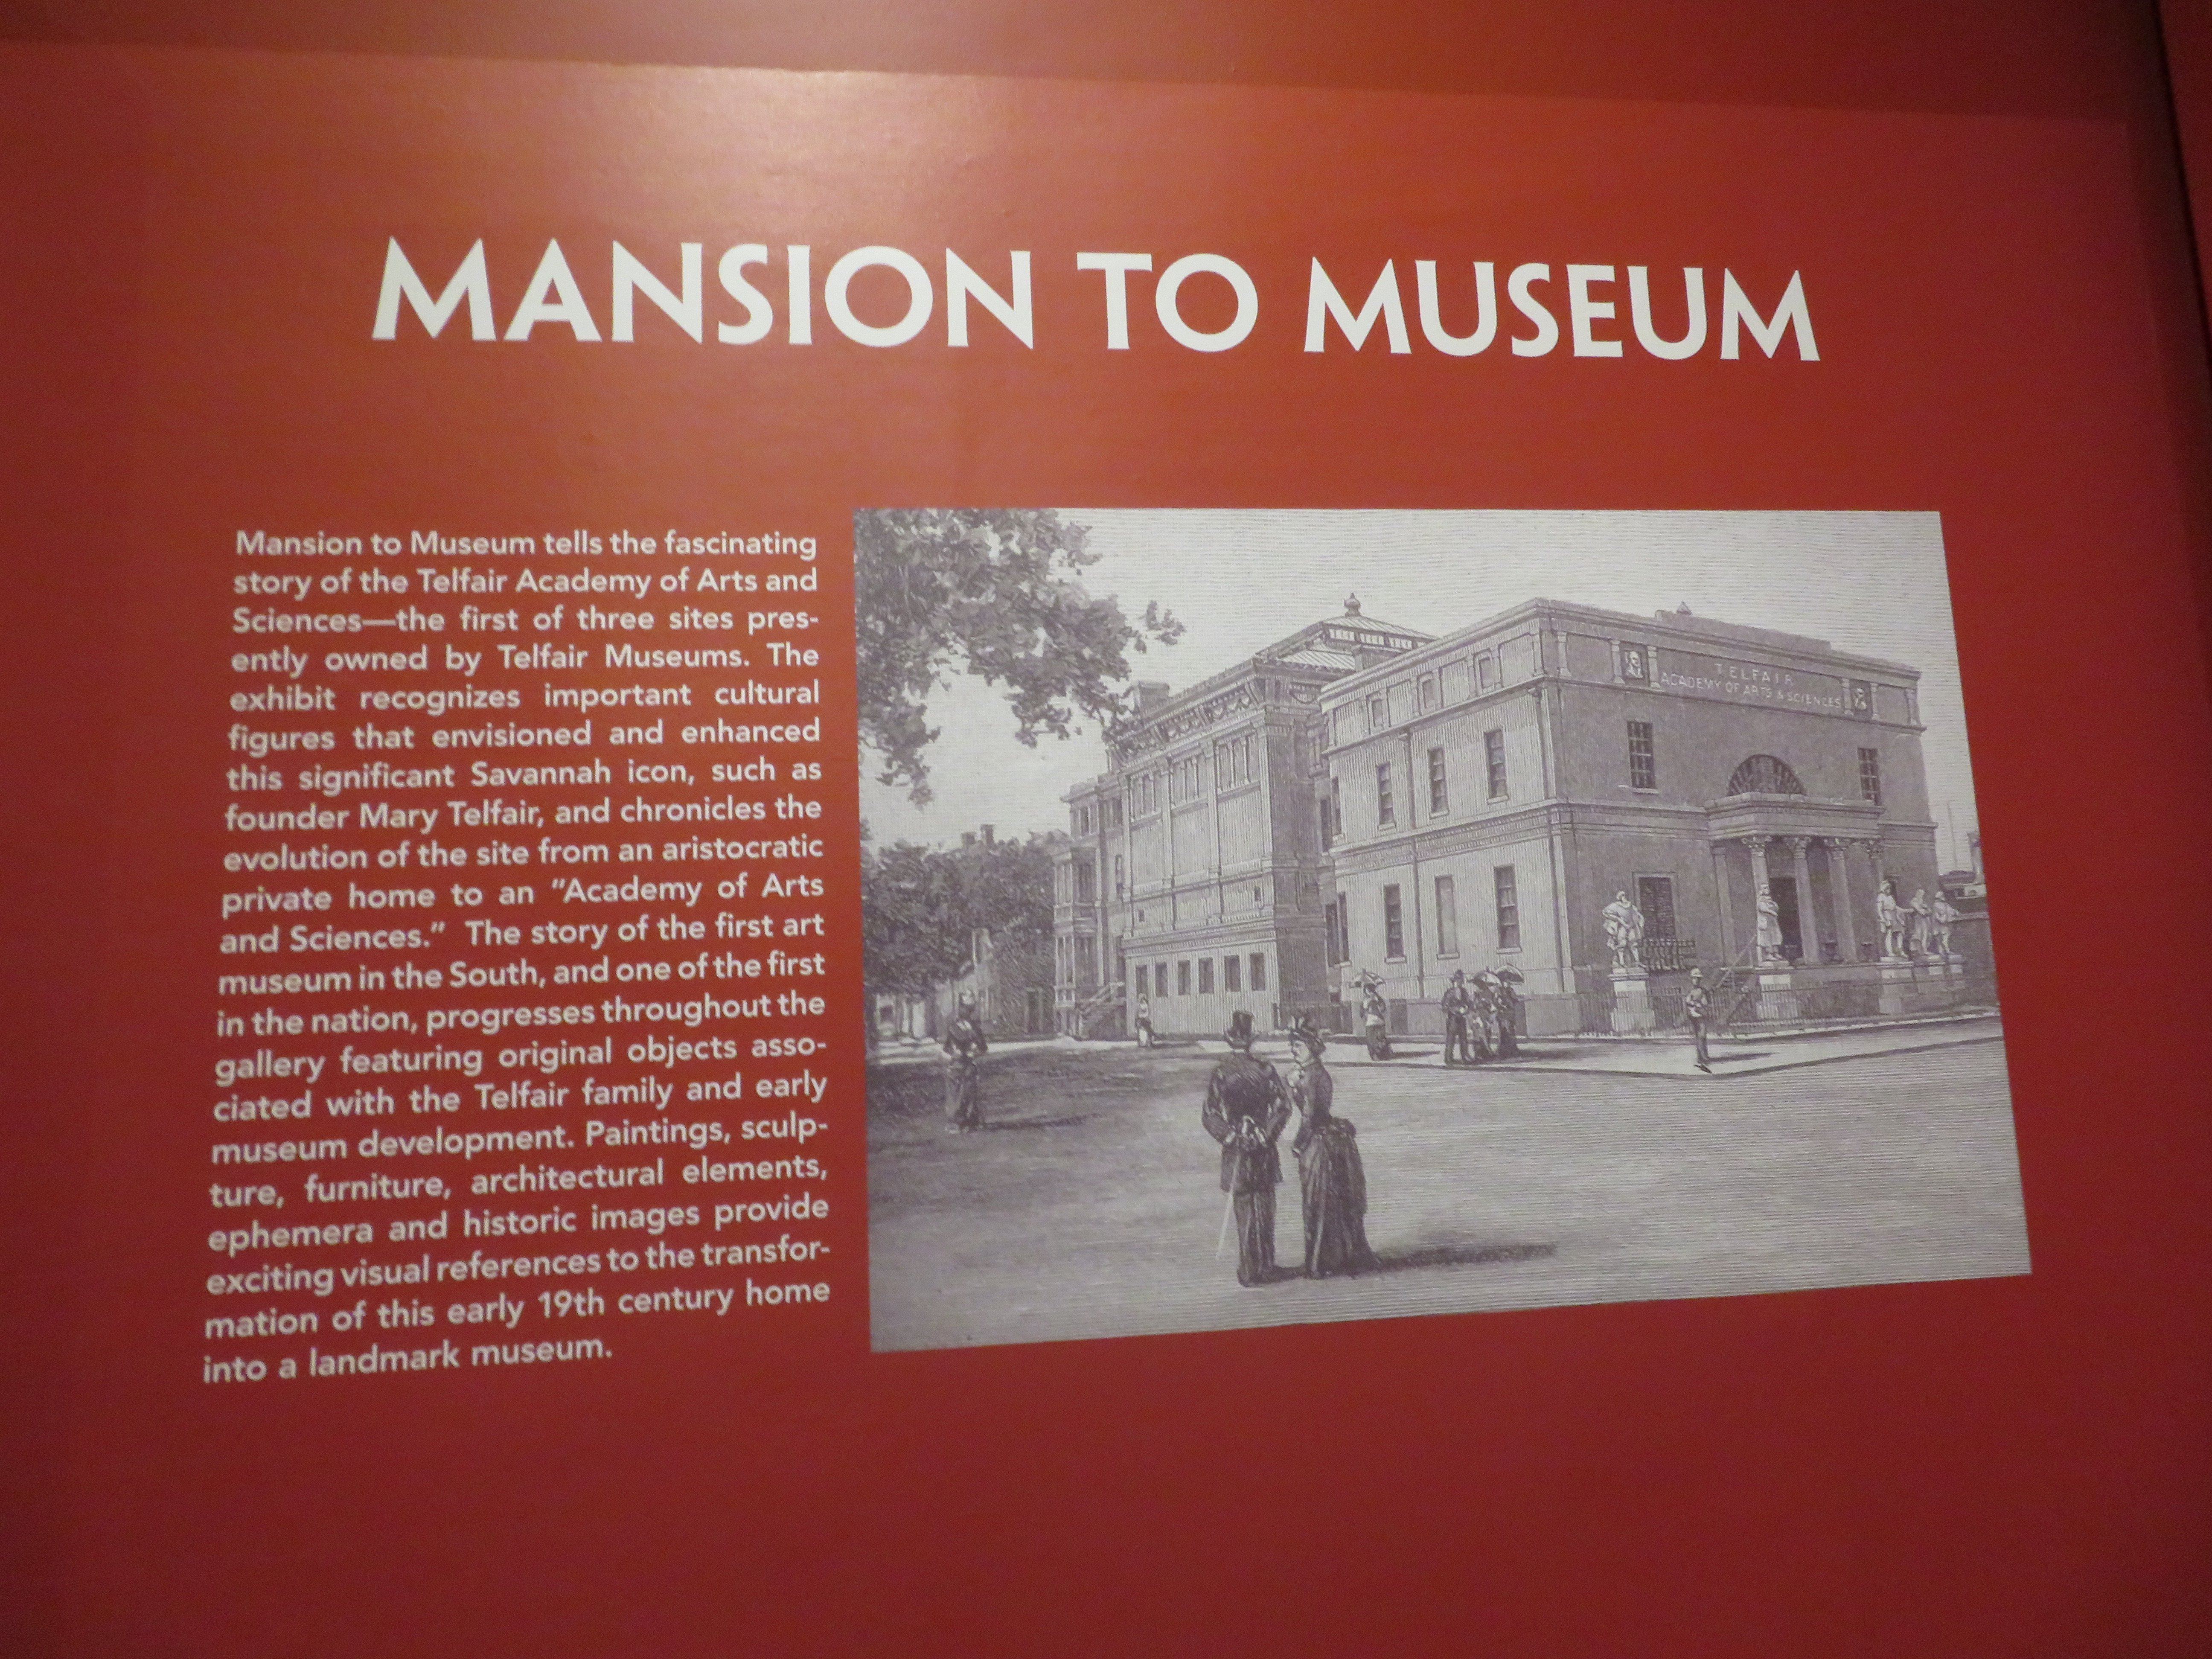 MANSION TO MUSEUM
Mansion to Museum tells the fascinating
story of the Telfair Academy of Arts and
Sciences—the first of three sites pres-
ently owned by Telfair Museums. The
exhibit recognizes important cultural
figures that envisioned and enhanced
this significant Savannah icon, such as
founder Mary Telfair, and chronicles the
evolution of the site from an aristocratic
private home to an "Academy of Arts
and Sciences." The story of the first art
museum in the South, and one of the first
in the nation, progresses throughout the
gallery featuring original objects asso-
ciated with the Telfair family and early
museum development. Paintings, sculp-
ture, furniture, architectural elements,
ephemera and historic images provide
exciting visual references to the transfor-
mation of this early 19th century home
into a landmark museum.
TELFAIR
ACADEMY OF ARTS & SCIENCES